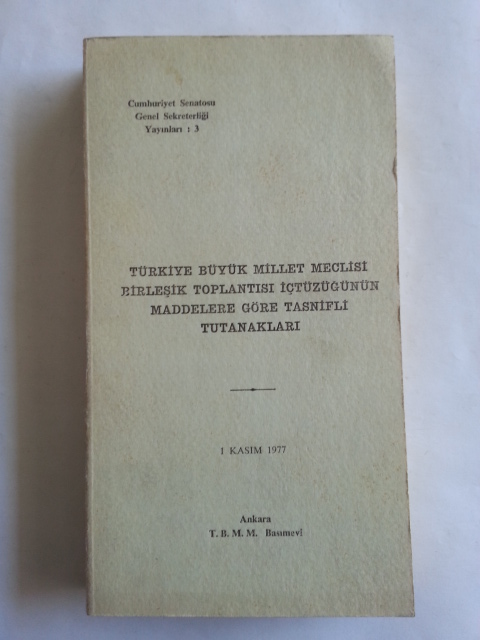 Cumhuriyet Senatosu
Genel Sekreterliği
Yayınları : 3
TÜRKİYE BÜYÜK MİLLET MECLİSİ
BİRLEŞİK TOPLANTISI İÇTÜZÜĞÜNÜN
MADDELERE GÖRE TASNİFLİ
TUTANAKLARI
1 KASIM 1977
Ankara
T. B. M. M. Basımevi